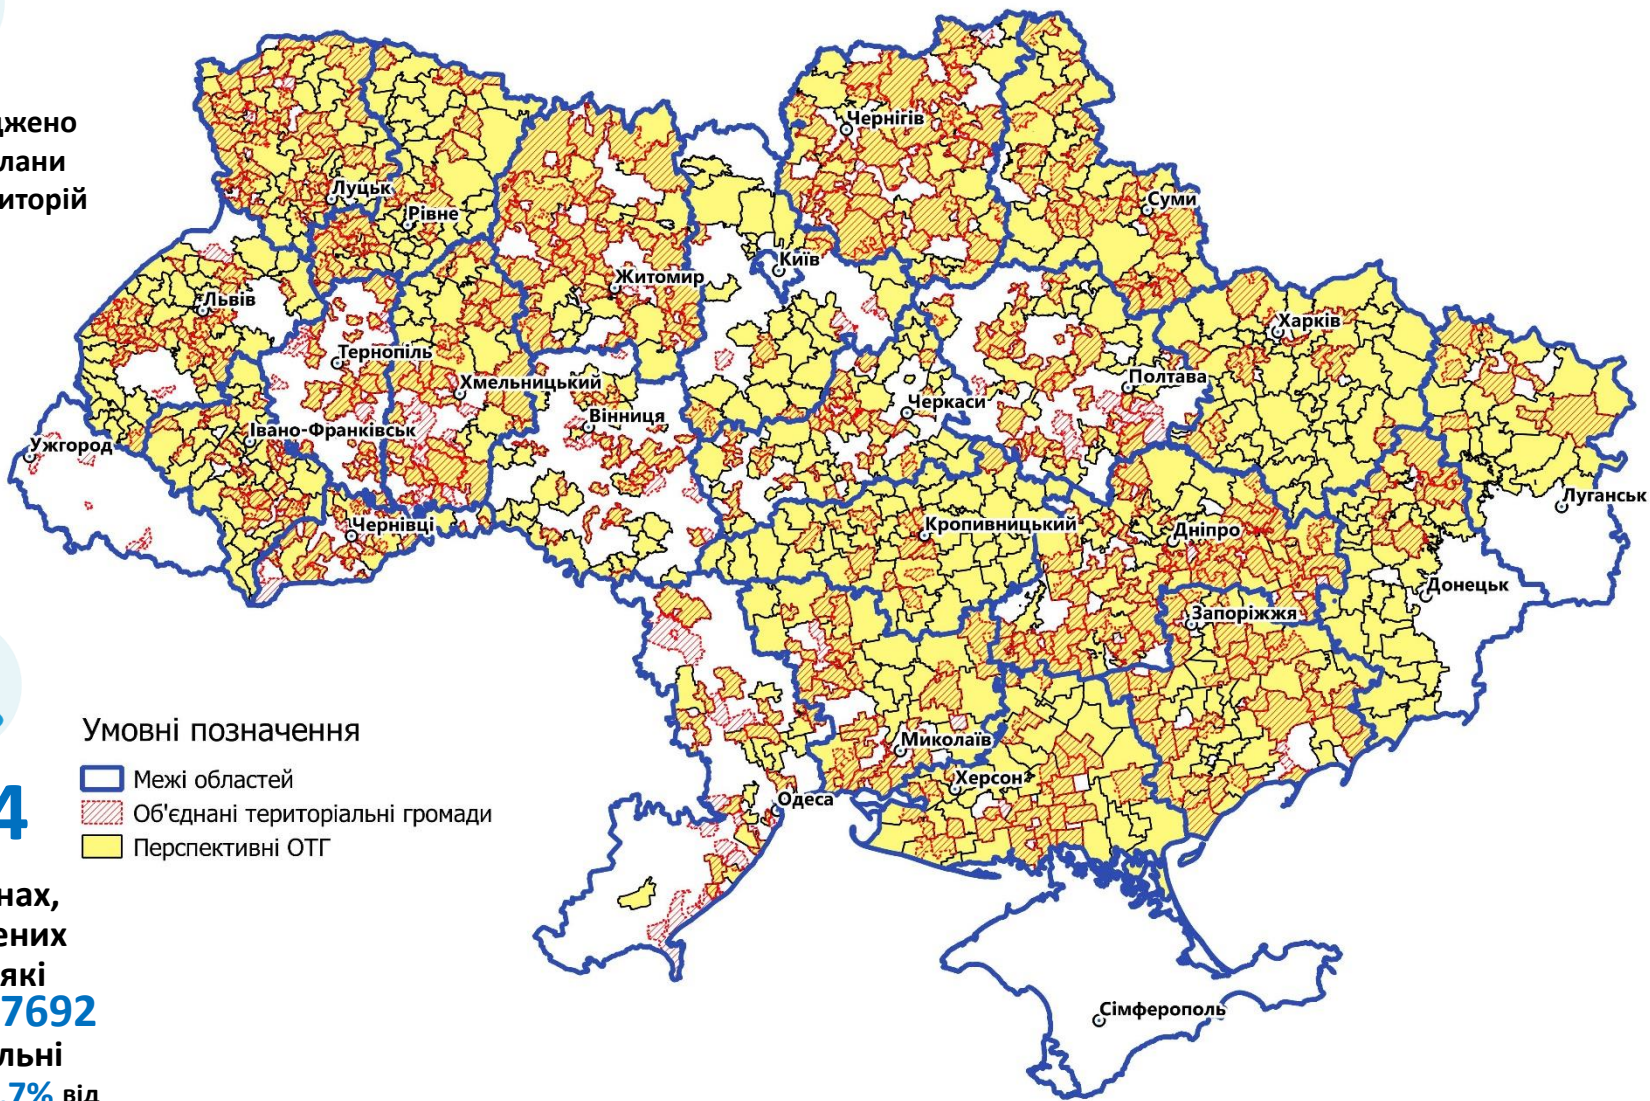 джено
лани
иторій
Чернігів
Суми
Луцьк
Рівне
Київ
Житомир
Львів
Харків
Тернопіль
Хмельницький
Полтава
Вінниця
Черкаси
Івано-Франківськ
Ужгород
Луганськ
Чернівці
Кропивницький
Дніпро
Донецьк
Запоріжжя
Миколаїв
Херсон
Одеса
Сімферополь
Умовні позначення
Межі областей
Об'єднані територіальні громади
Перспективні ОТГ
4
нах,
ених
які
7692
льні
.7% від